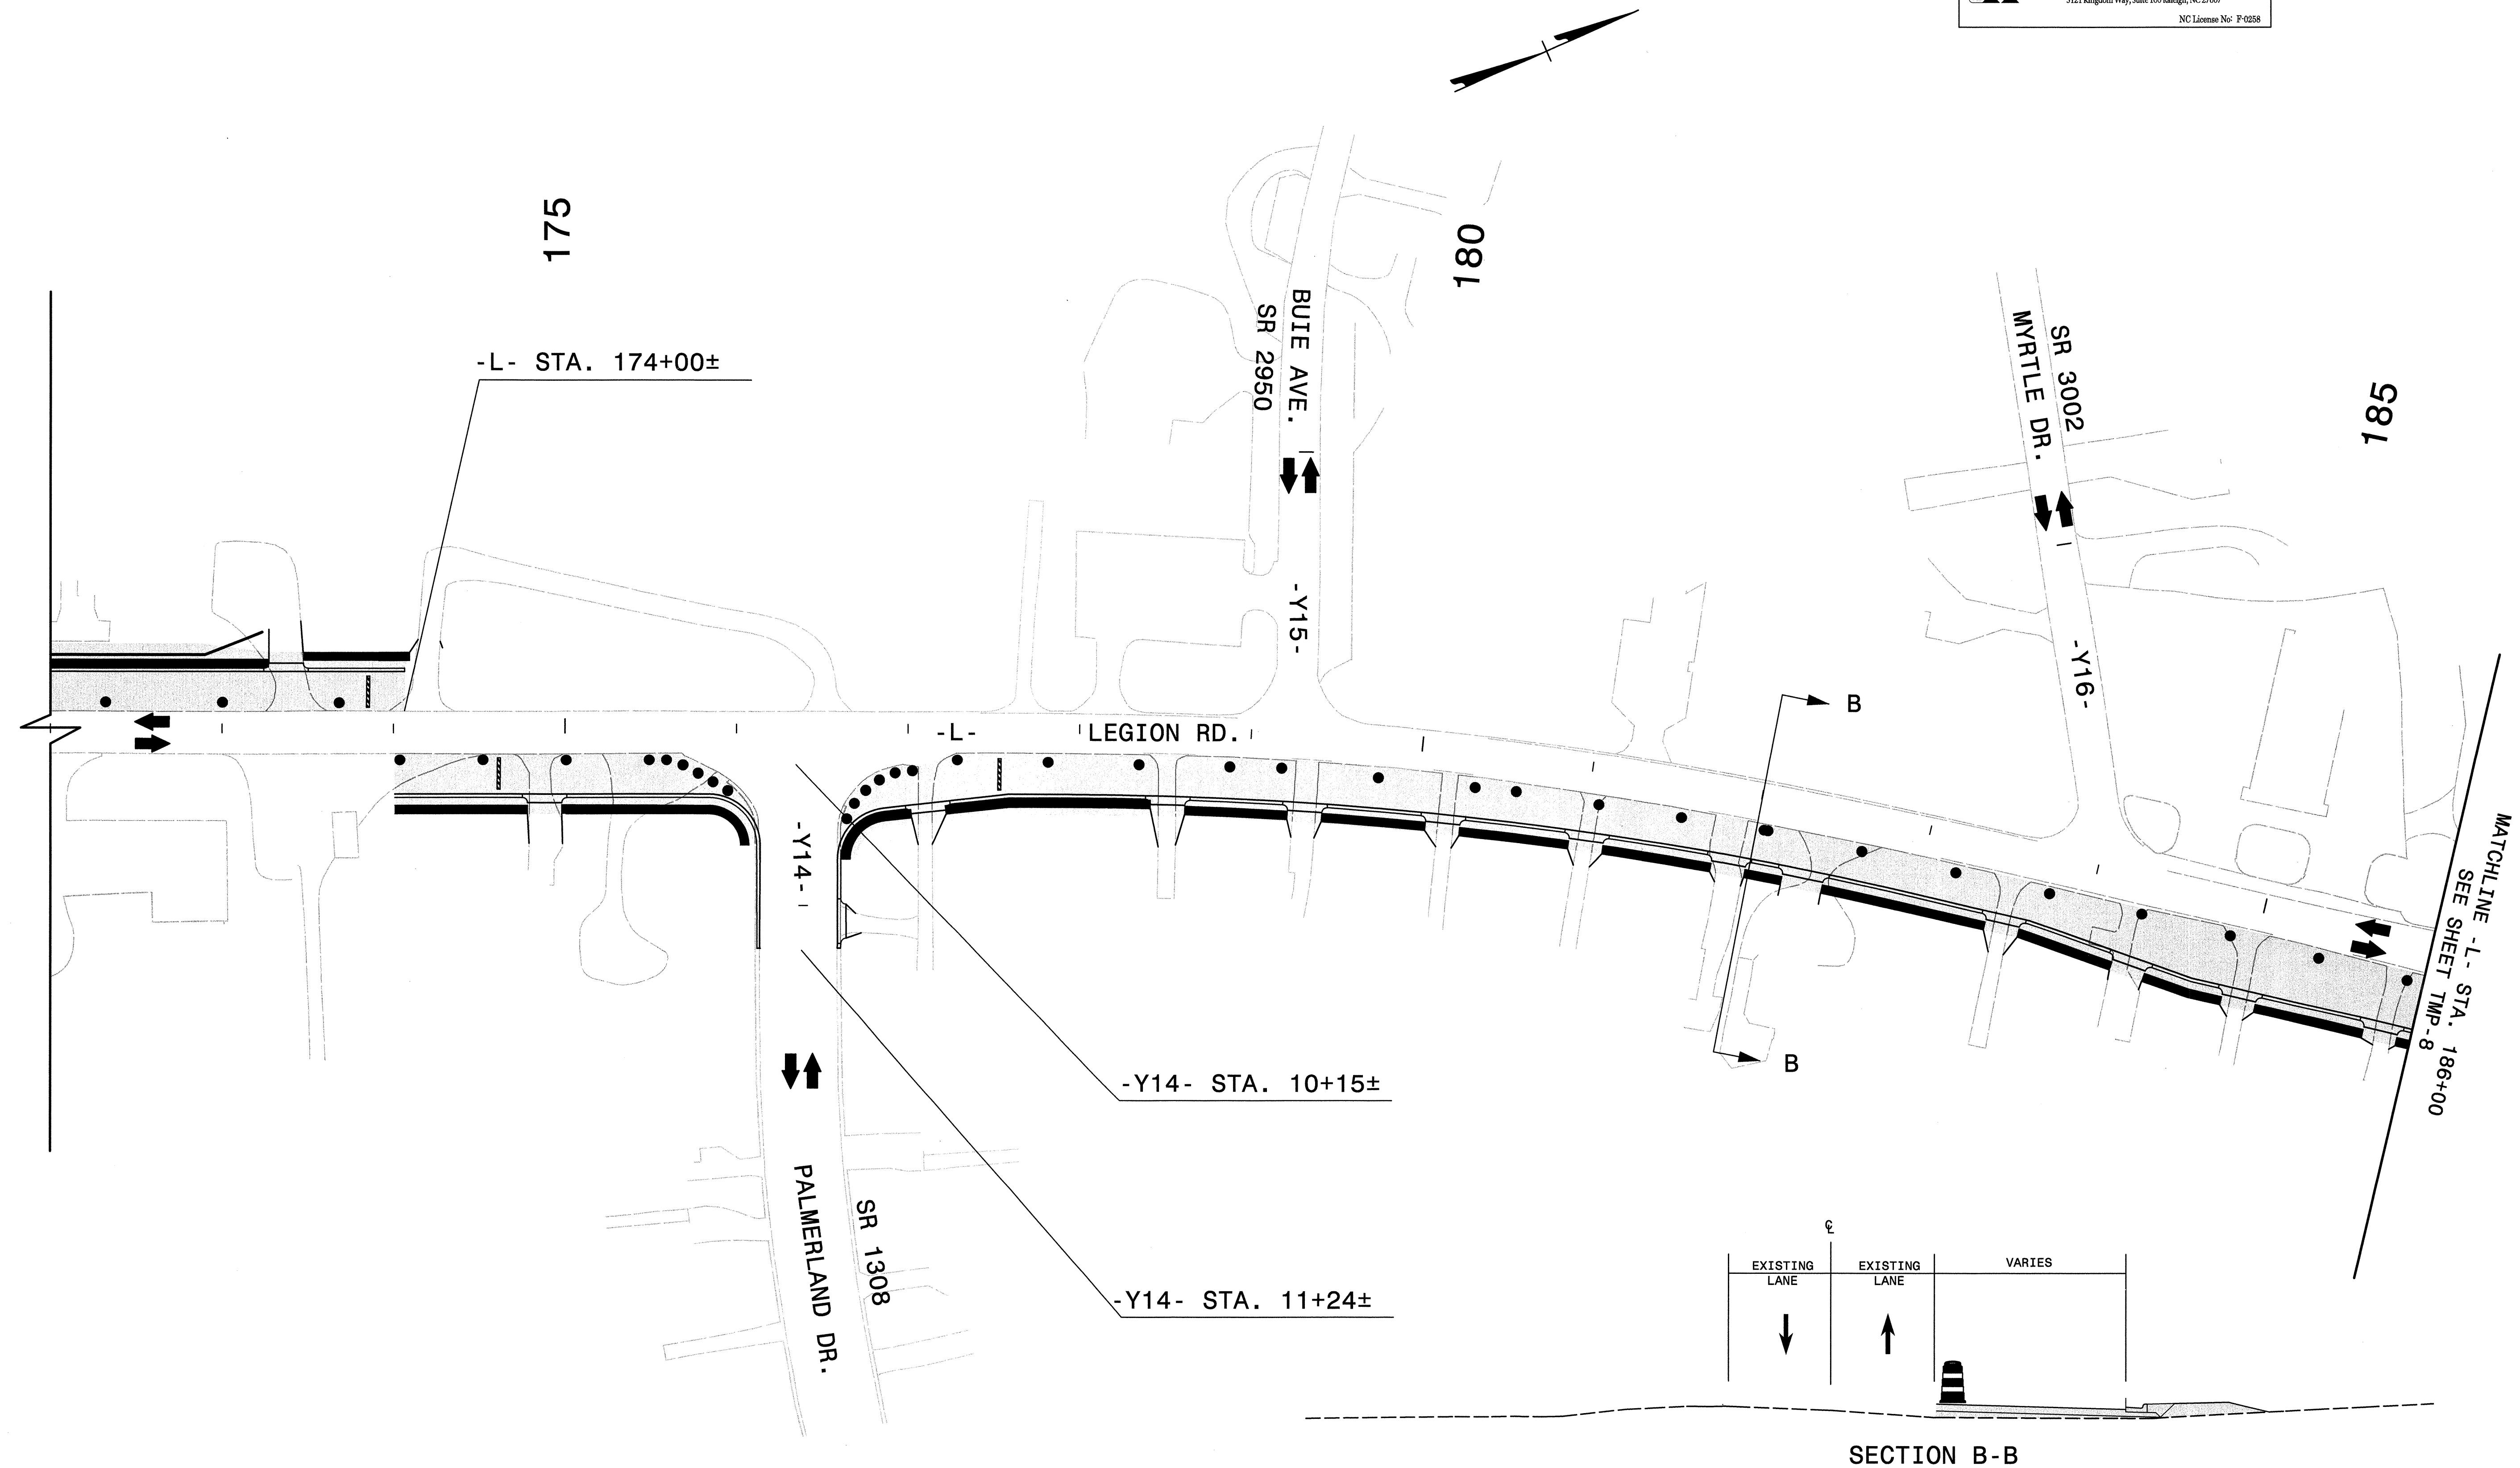 NC License No: F-0258
175
180
185
-L- STA. 174+00±
BUIE AVE.
SR 2950
SR 3002
MYRTLE DR.
-Y15-
-Y16-
B
-L-
LEGION RD.
-Y14-
MATCHLINE -L- STA. 186+00
SEE SHEET TMP-8
B
-Y14- STA. 10+15±
-Y14- STA. 11+24±
PALMERLAND DR.
SR 1308
℄
EXISTING LANE
EXISTING LANE
VARIES
SECTION B-B